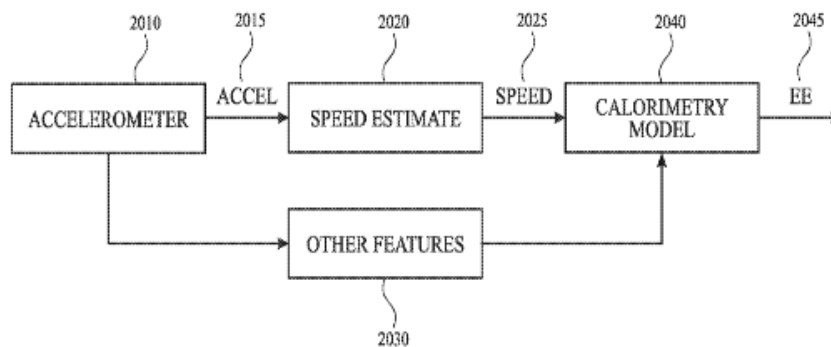 2010
2015
2020
2025
2040
2045
ACCELEROMETER
ACCEL
SPEED ESTIMATE
SPEED
CALORIMETRY
MODEL
EE
OTHER FEATURES
2030